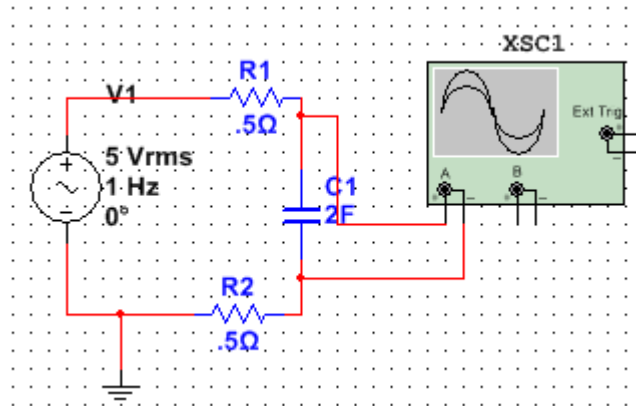 XSC1
R1
.5Ω
V1
Ext Trig
+
−
A
B
+
−
+
−
+
5 Vrms
1 Hz
0°
−
C1
2F
R2
.5Ω